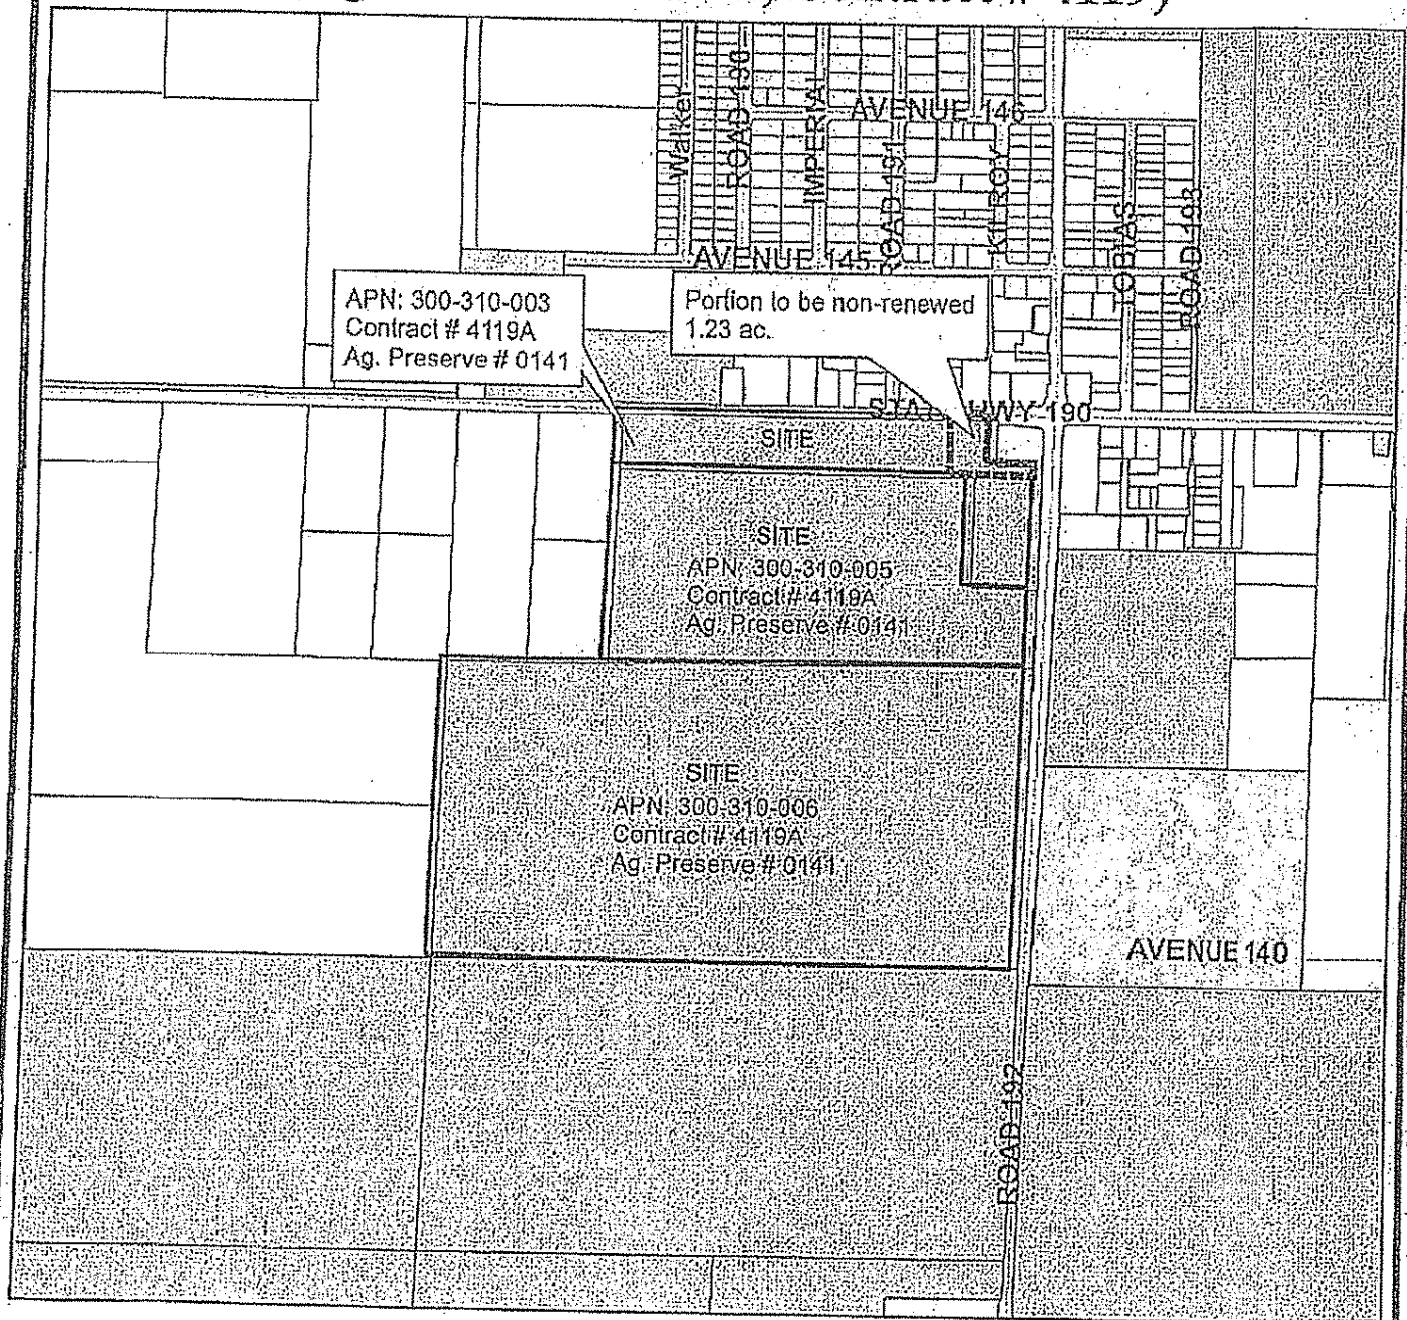 AVENUE 146
Walker
ROAD 190
IMPERIAL
ROAD 191
KILROY
TOBIAS
ROAD 193
AVENUE 145
APN: 300-310-003
Contract # 4119A
Ag. Preserve # 0141
Portion to be non-renewed
1.23 ac.
STATE HWY 190
SITE
SITE
APN: 300-310-005
Contract # 4119A
Ag. Preserve # 0141
SITE
APN: 300-310-006
Contract # 4119A
Ag. Preserve # 0141
AVENUE 140
ROAD 192